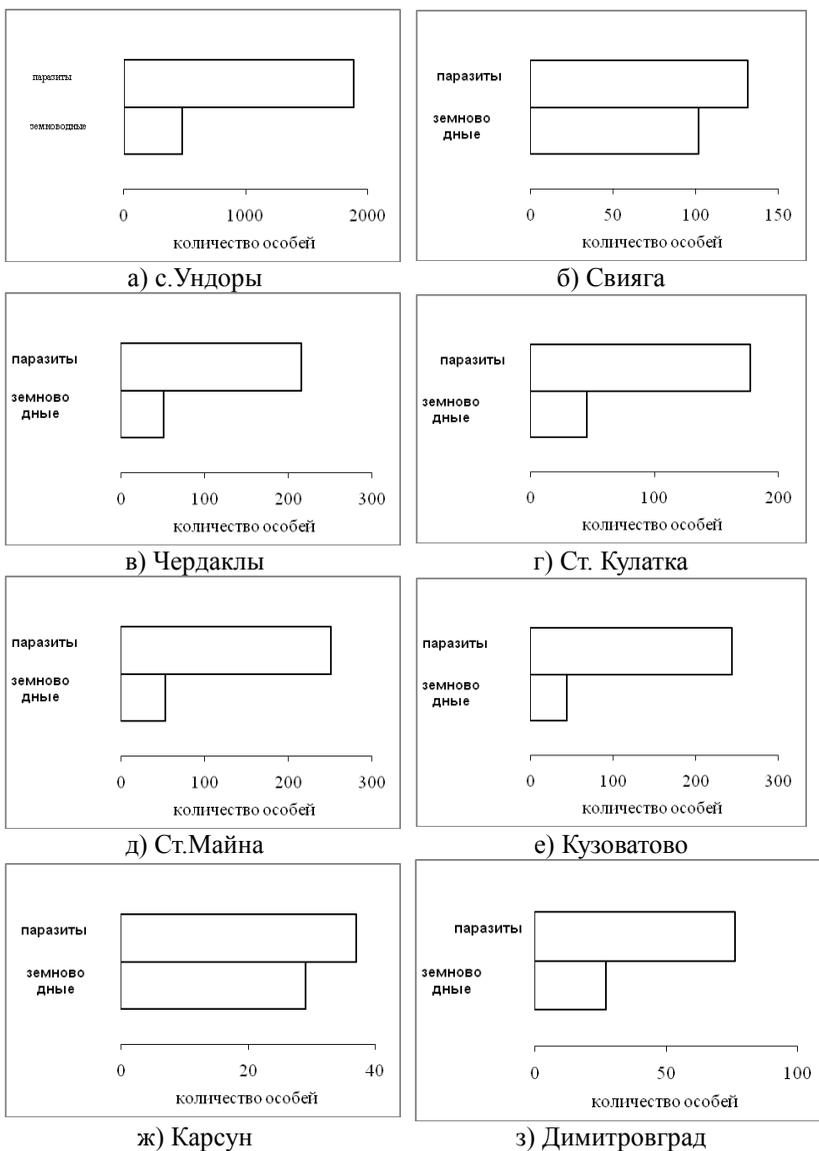 паразиты
земноводные
0 1000 2000
количество особей
а) с.Ундоры
паразиты
земново
дные
0 50 100 150
количество особей
б) Свияга
паразиты
земново
дные
0 100 200 300
количество особей
в) Чердаклы
паразиты
земново
дные
0 100 200
количество особей
г) Ст. Кулатка
паразиты
земново
дные
0 100 200 300
количество особей
д) Ст.Майна
паразиты
земново
дные
0 100 200 300
количество особей
е) Кузоватово
паразиты
земново
дные
0 20 40
количество особей
ж) Карсун
паразиты
земново
дные
0 50 100
количество особей
з) Димитровград